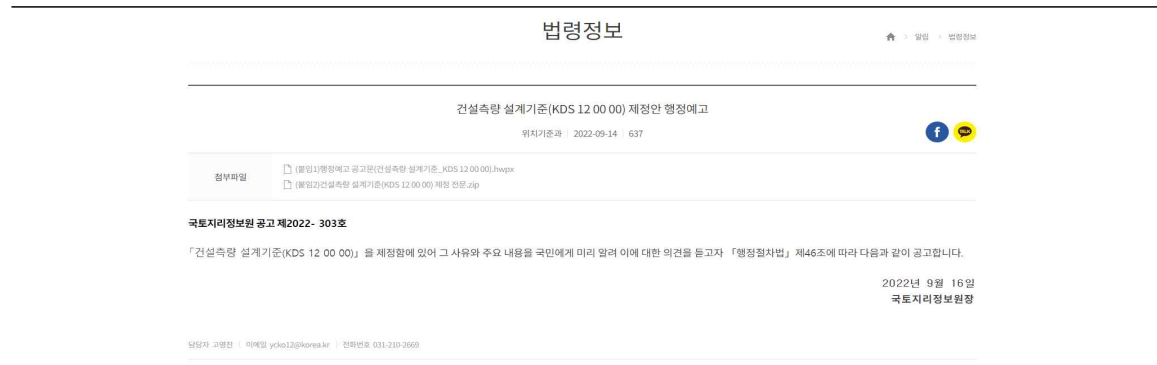 법령정보
알림 > 법령정보
건설측량 설계기준(KDS 12 00 00) 제정안 행정예고
위치기준과 | 2022-09-14 | 637
TALK
첨부파일
(붙임1)행정예고 공고문(건설측량 설계기준_KDS 12 00 00).hwpx
(붙임2)건설측량 설계기준(KDS 12 00 00) 제정 전문.zip
국토지리정보원 공고 제2022- 303호
「건설측량 설계기준(KDS 12 00 00)」을 제정함에 있어 그 사유와 주요 내용을 국민에게 미리 알려 이에 대한 의견을 듣고자 「행정절차법」 제46조에 따라 다음과 같이 공고합니다.
2022년 9월 16일
국토지리정보원장
담당자 고영진 | 이메일 ycko12@korea.kr | 전화번호 031-210-2669